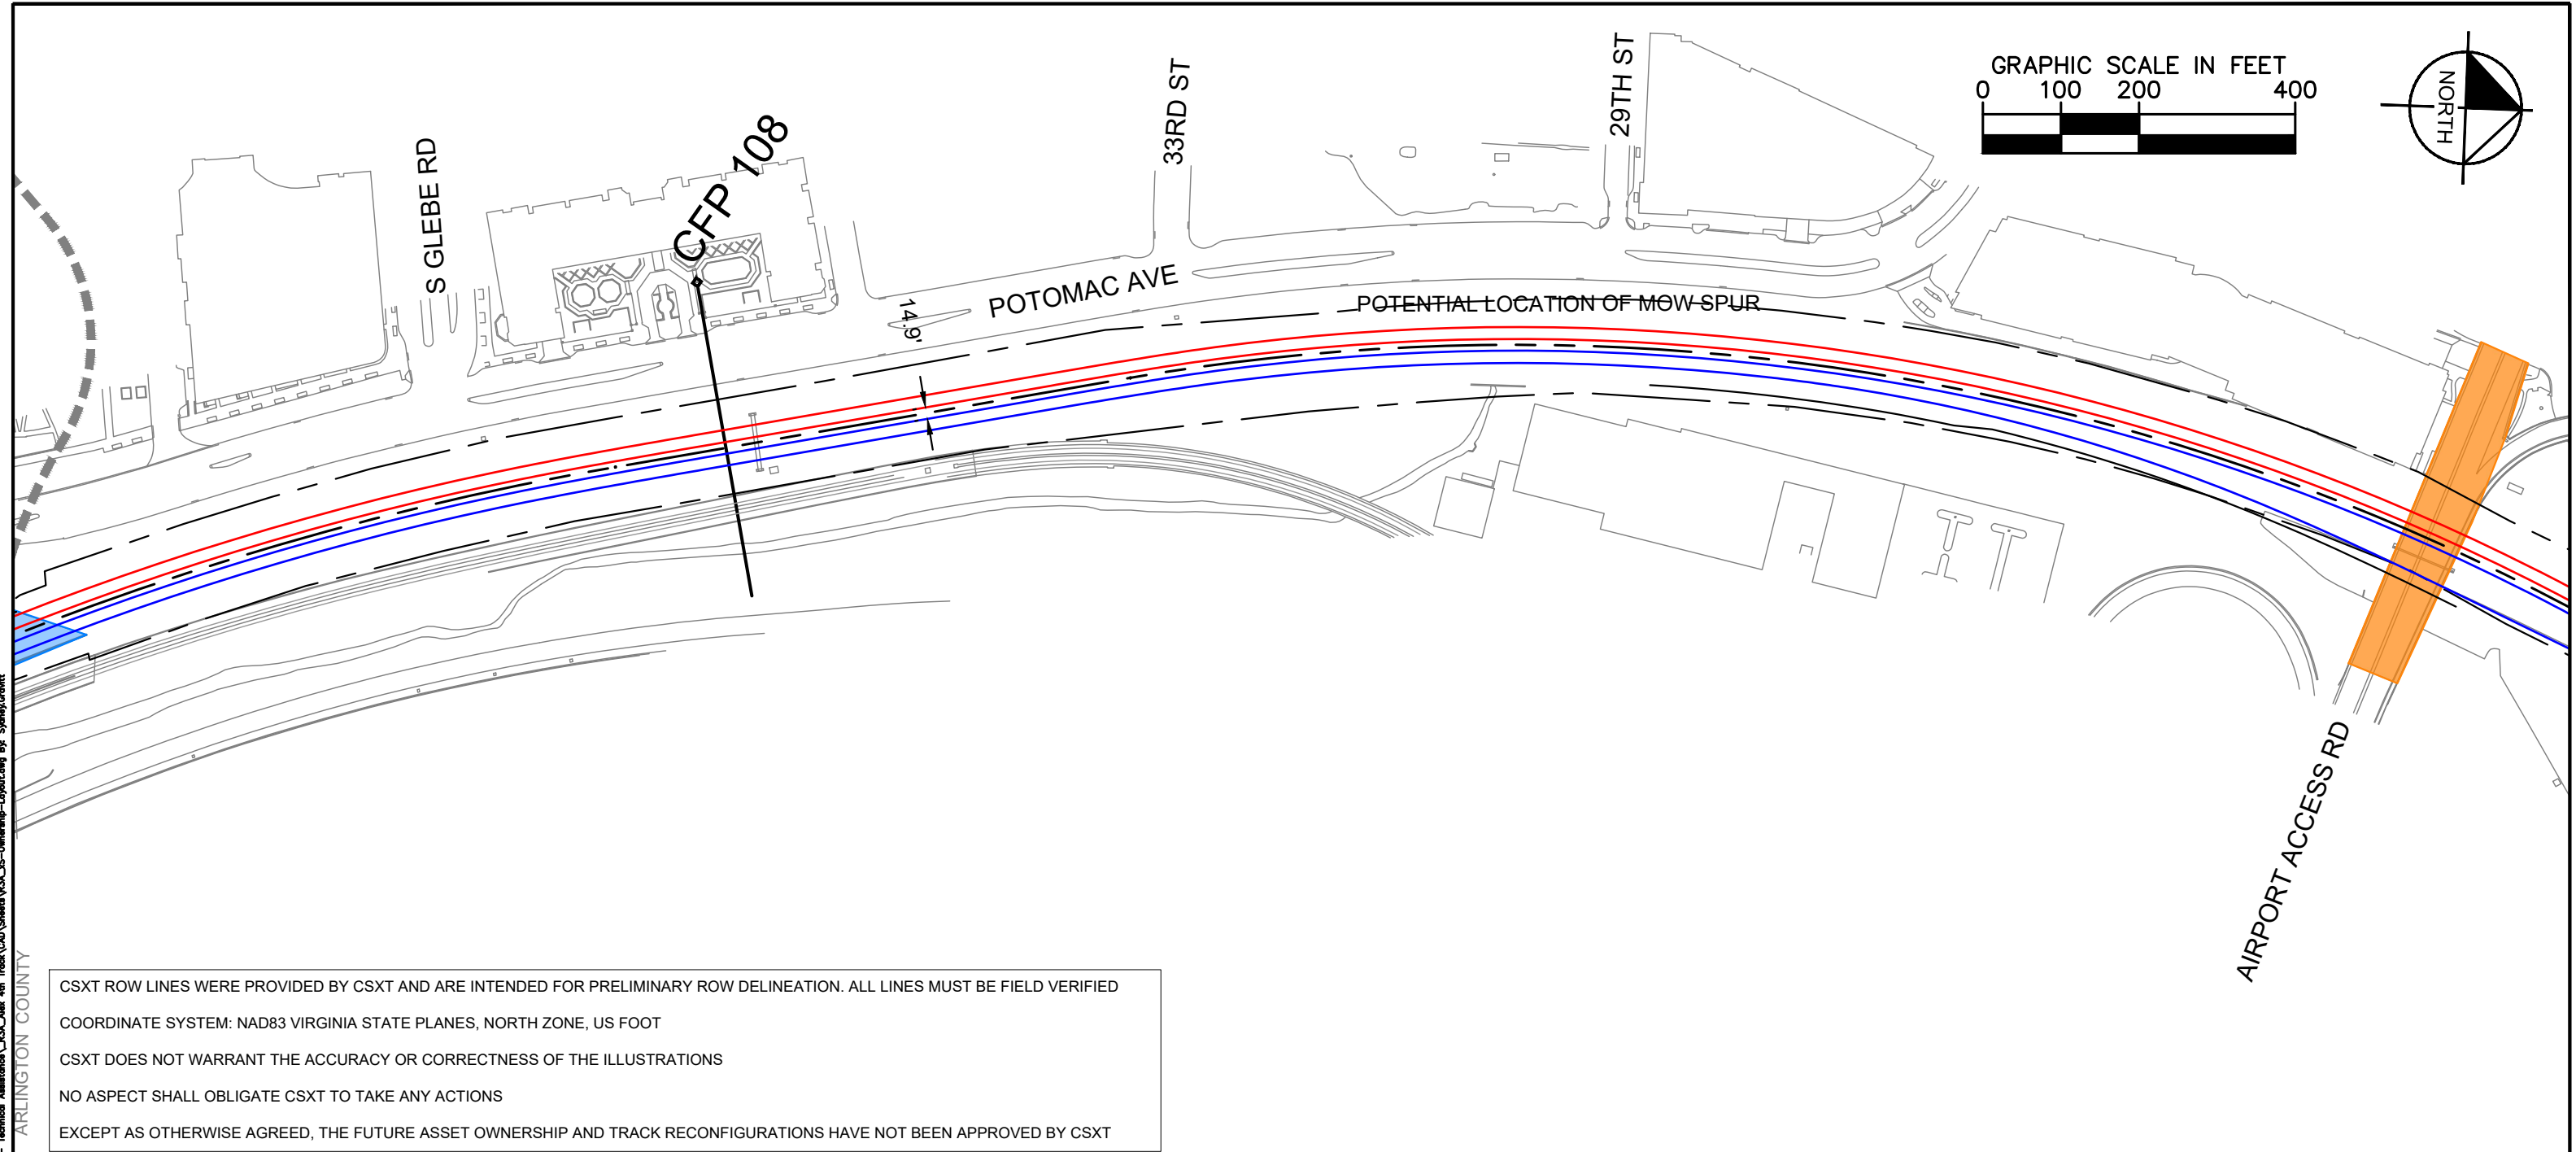 GRAPHIC SCALE IN FEET
0 100 200 400
NORTH
S GLEBE RD
CFP 108
33RD ST
29TH ST
14.9'
POTOMAC AVE
POTENTIAL LOCATION OF MOW SPUR
AIRPORT ACCESS RD
ARLINGTON COUNTY
CSXT ROW LINES WERE PROVIDED BY CSXT AND ARE INTENDED FOR PRELIMINARY ROW DELINEATION. ALL LINES MUST BE FIELD VERIFIED
COORDINATE SYSTEM: NAD83 VIRGINIA STATE PLANES, NORTH ZONE, US FOOT
CSXT DOES NOT WARRANT THE ACCURACY OR CORRECTNESS OF THE ILLUSTRATIONS
NO ASPECT SHALL OBLIGATE CSXT TO TAKE ANY ACTIONS
EXCEPT AS OTHERWISE AGREED, THE FUTURE ASSET OWNERSHIP AND TRACK RECONFIGURATIONS HAVE NOT BEEN APPROVED BY CSXT